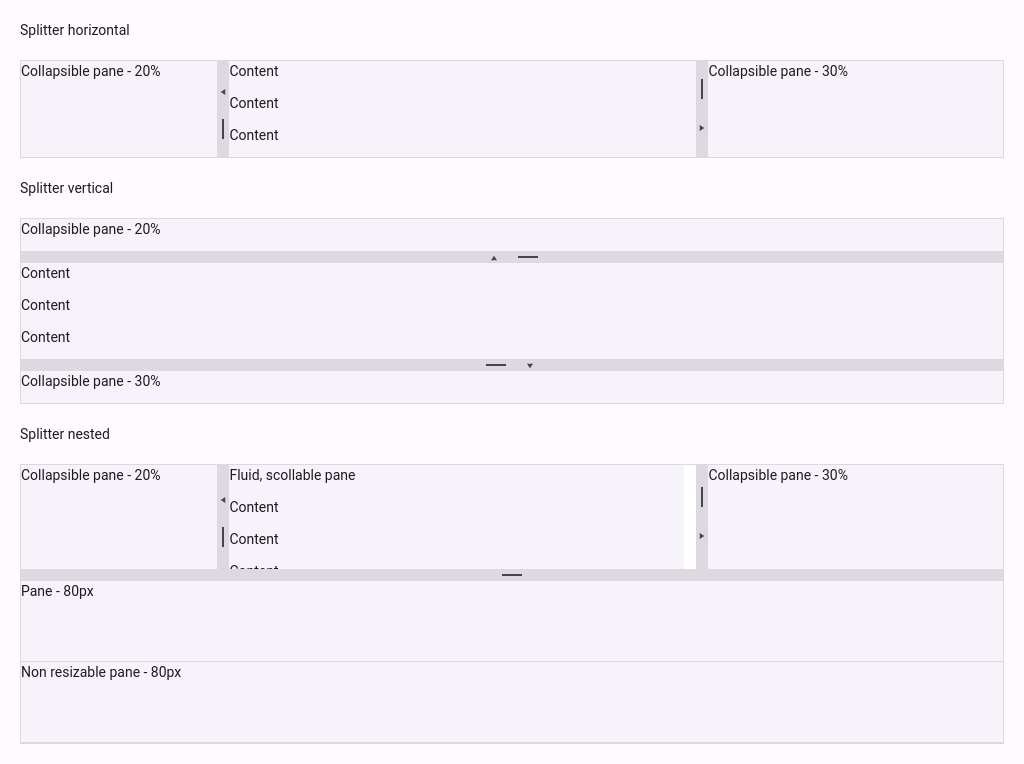 Splitter horizontal
Collapsible pane - 20%
Content
Content
Content
Collapsible pane - 30%
Splitter vertical
Collapsible pane - 20%
Content
Content
Content
Collapsible pane - 30%
Splitter nested
Collapsible pane - 20%
Fluid, scollable pane
Content
Content
Collapsible pane - 30%
Pane - 80px
Non resizable pane - 80px